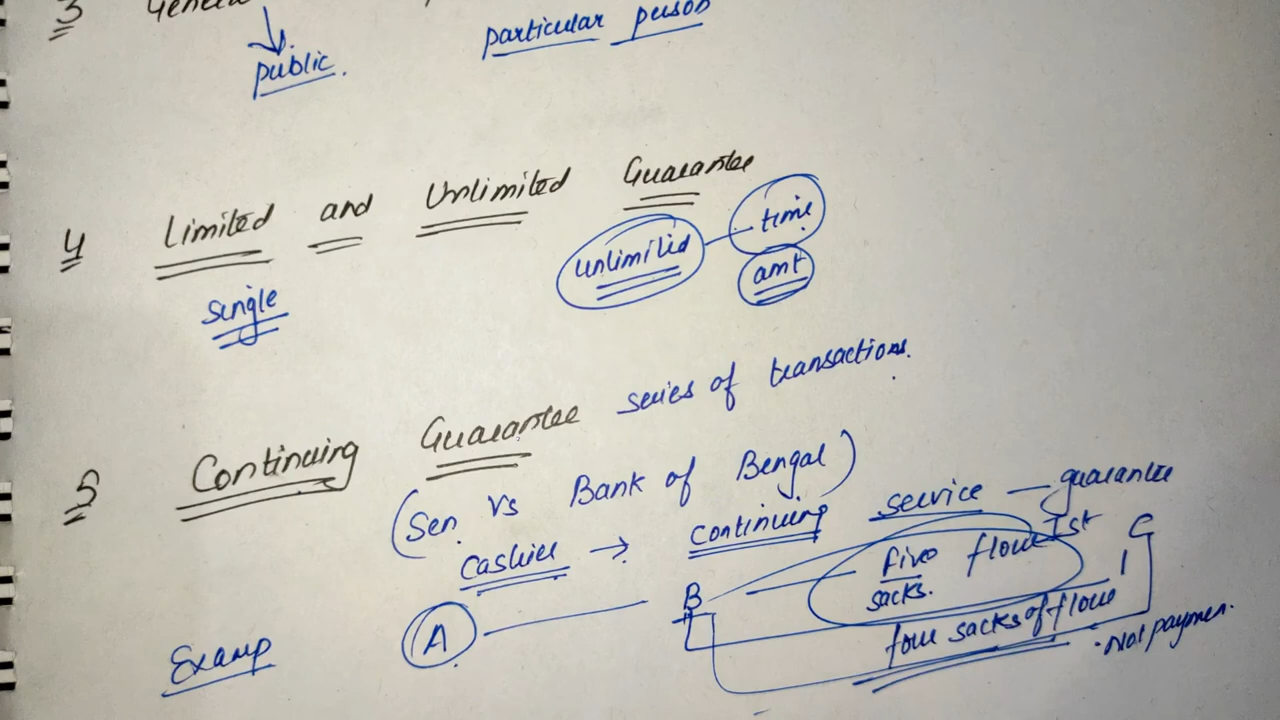 3
public.
particular person
4 Limited and Unlimited Guarantee
single
unlimited time amt
5 Continuing Guarantee series of transactions.
(Sen vs Bank of Bengal)
cashier → continuing service — guarantee
Examp A B five sacks. flour Ist C
four sacks of flour
Not paymen.